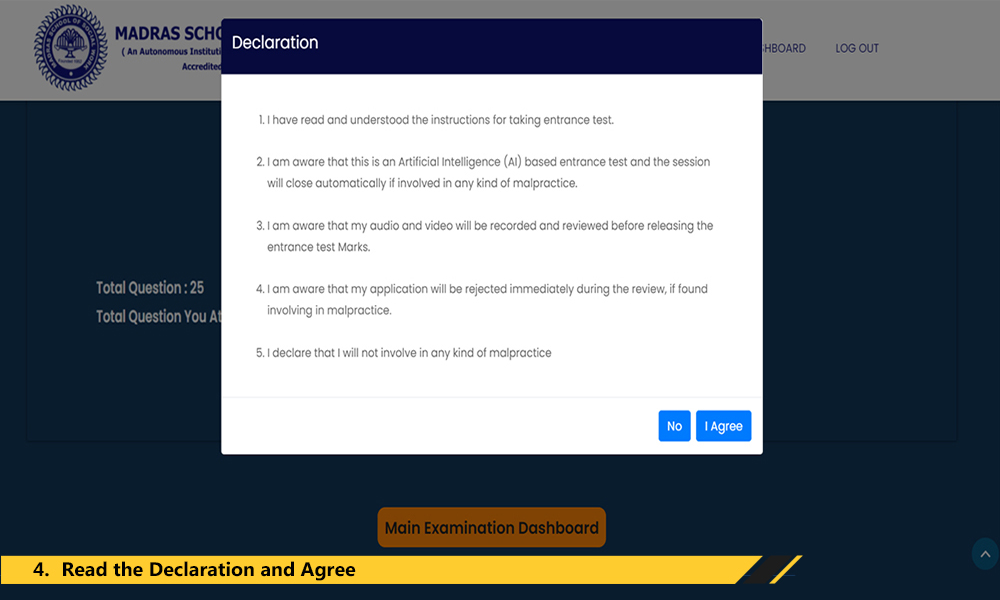 MADRAS SCHO
( An Autonomous Instituti
Accredited
HBOARD
LOG OUT
Declaration
1. I have read and understood the instructions for taking entrance test.
2. I am aware that this is an Artificial Intelligence (AI) based entrance test and the session
will close automatically if involved in any kind of malpractice.
3. I am aware that my audio and video will be recorded and reviewed before releasing the
entrance test Marks.
4. I am aware that my application will be rejected immediately during the review, if found
involving in malpractice.
5. I declare that I will not involve in any kind of malpractice
Total Question : 25
Total Question You At
No
I Agree
Main Examination Dashboard
4. Read the Declaration and Agree